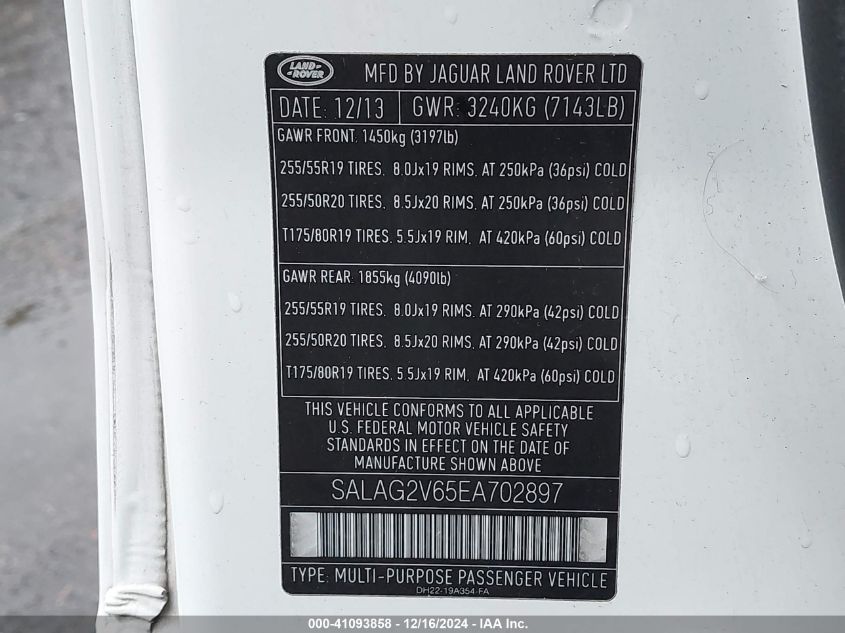 LAND-
-ROVER
MFD BY JAGUAR LAND ROVER LTD
DATE: 12/13 GWR: 3240KG (7143LB)
GAWR FRONT. 1450kg (3197lb)
255/55R19 TIRES. 8.0Jx19 RIMS, AT 250kPa (36psi) COLD
255/50R20 TIRES. 8.5Jx20 RIMS, AT 250kPa (36psi) COLD
T175/80R19 TIRES. 5.5Jx19 RIM, AT 420kPa (60psi) COLD
GAWR REAR. 1855kg (4090lb)
255/55R19 TIRES. 8.0Jx19 RIMS. AT 290kPa (42psi) COLD
255/50R20 TIRES. 8.5Jx20 RIMS. AT 290kPa (42psi) COLD
T175/80R19 TIRES. 5.5Jx19 RIM, AT 420kPa (60psi) COLD
THIS VEHICLE CONFORMS TO ALL APPLICABLE
U.S. FEDERAL MOTOR VEHICLE SAFETY
STANDARDS IN EFFECT ON THE DATE OF
MANUFACTURE SHOWN ABOVE
SALAG2V65EA702897
TYPE: MULTI-PURPOSE PASSENGER VEHICLE
DH22-19A354-FA
000-41093858 - 12/16/2024 - IAA Inc.